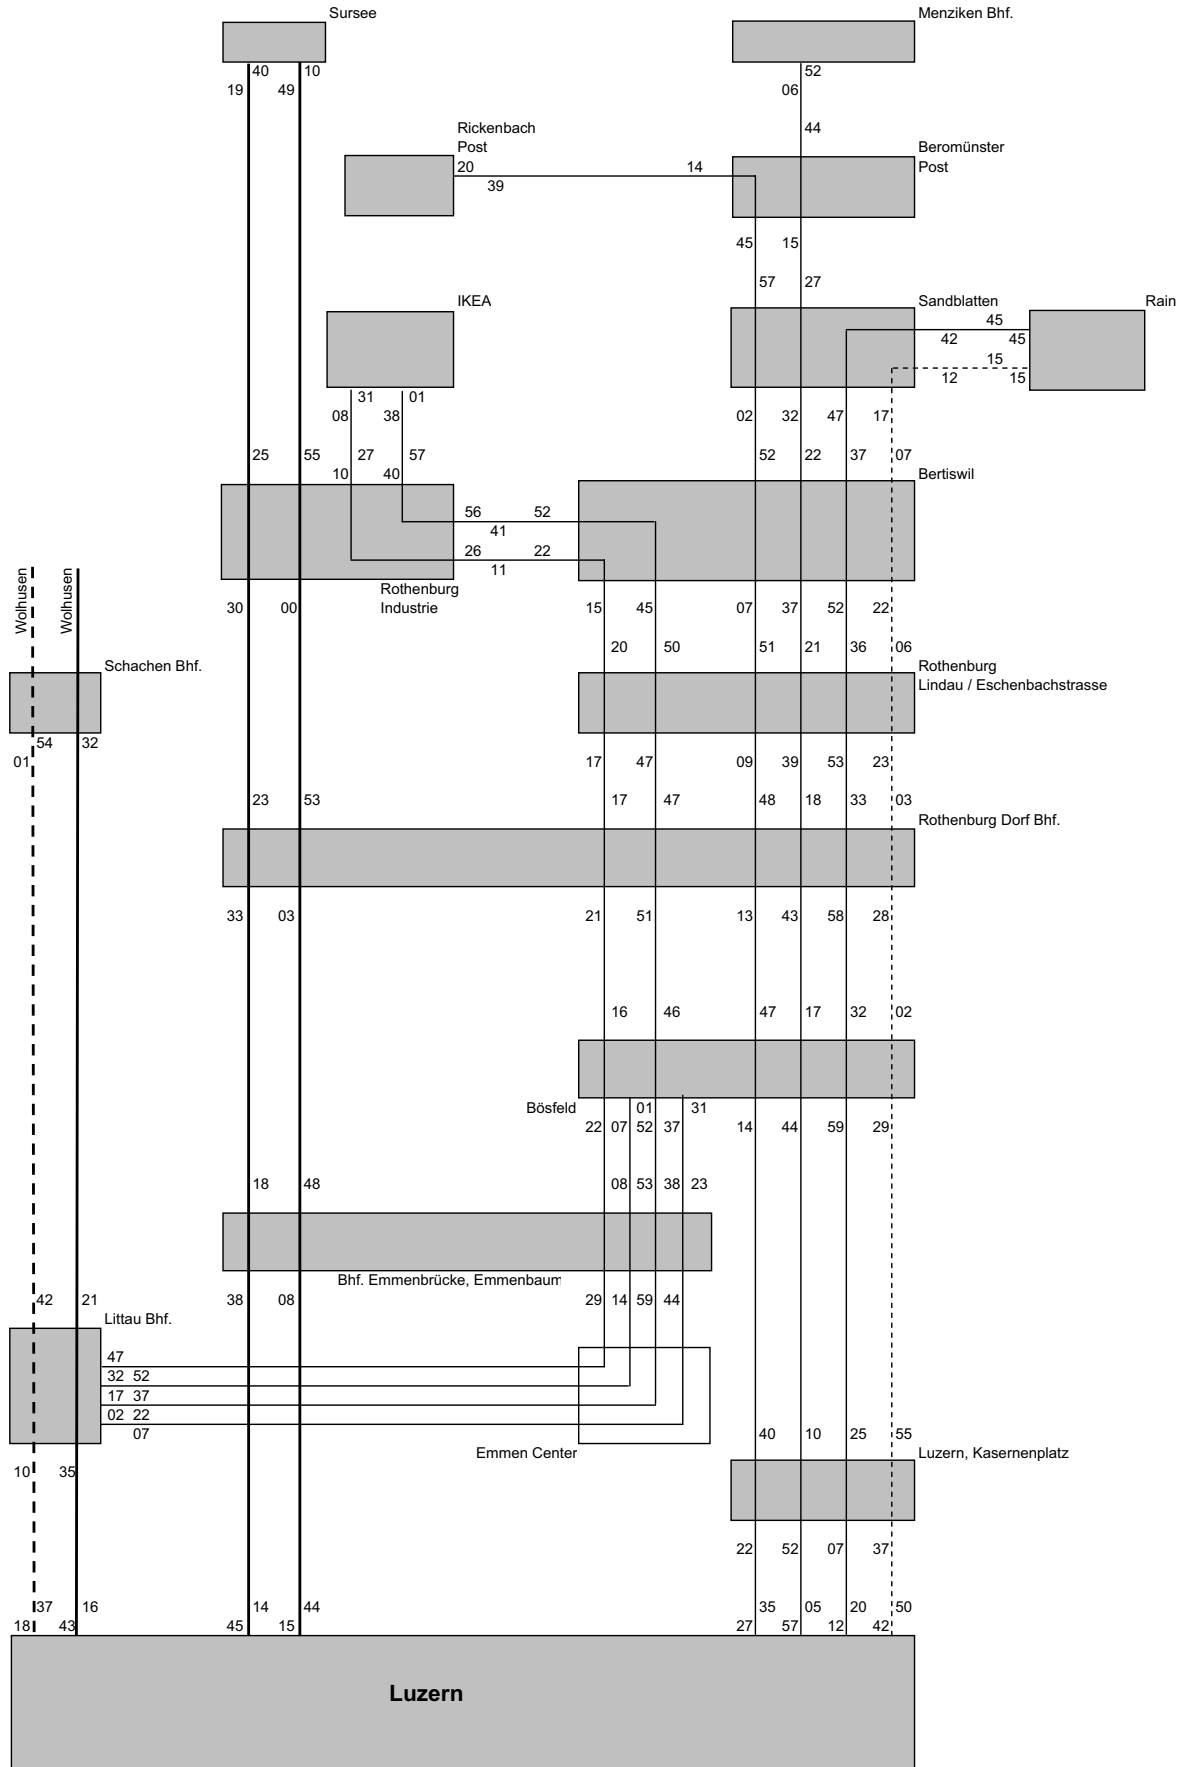 Sursee
Menziken Bhf.
40 10 52
19 49 06
Rickenbach
Post
44
Beromünster
Post
20 14
39
45 15
57 27
IKEA
Sandblatten
Rain
45
42 45
15
12 15
31 01
08 38
02 32 47 17
25 55 27 57
52 22 37 07
10 40
Bertiswil
56 52
41
26 22
11
Rothenburg
Industrie
Wolhusen
Wolhusen
30 00
15 45 07 37 52 22
20 50 51 21 36 06
Schachen Bhf.
Rothenburg
Lindau / Eschenbachstrasse
54 32
01
17 47 09 39 53 23
23 53 17 47 48 18 33 03
Rothenburg Dorf Bhf.
33 03 21 51 13 43 58 28
16 46 47 17 32 02
Bösfeld
01 31
22 07 52 37 14 44 59 29
18 48 08 53 38 23
Bhf. Emmenbrücke, Emmenbaum
42 21 38 08 29 14 59 44
Littau Bhf.
47
32 52
17 37
02 22
07
Emmen Center
40 10 25 55
Luzern, Kasernenplatz
10 35
22 52 07 37
37 16 14 44 35 05 20 50
18 43 45 15 27 57 12 42
Luzern